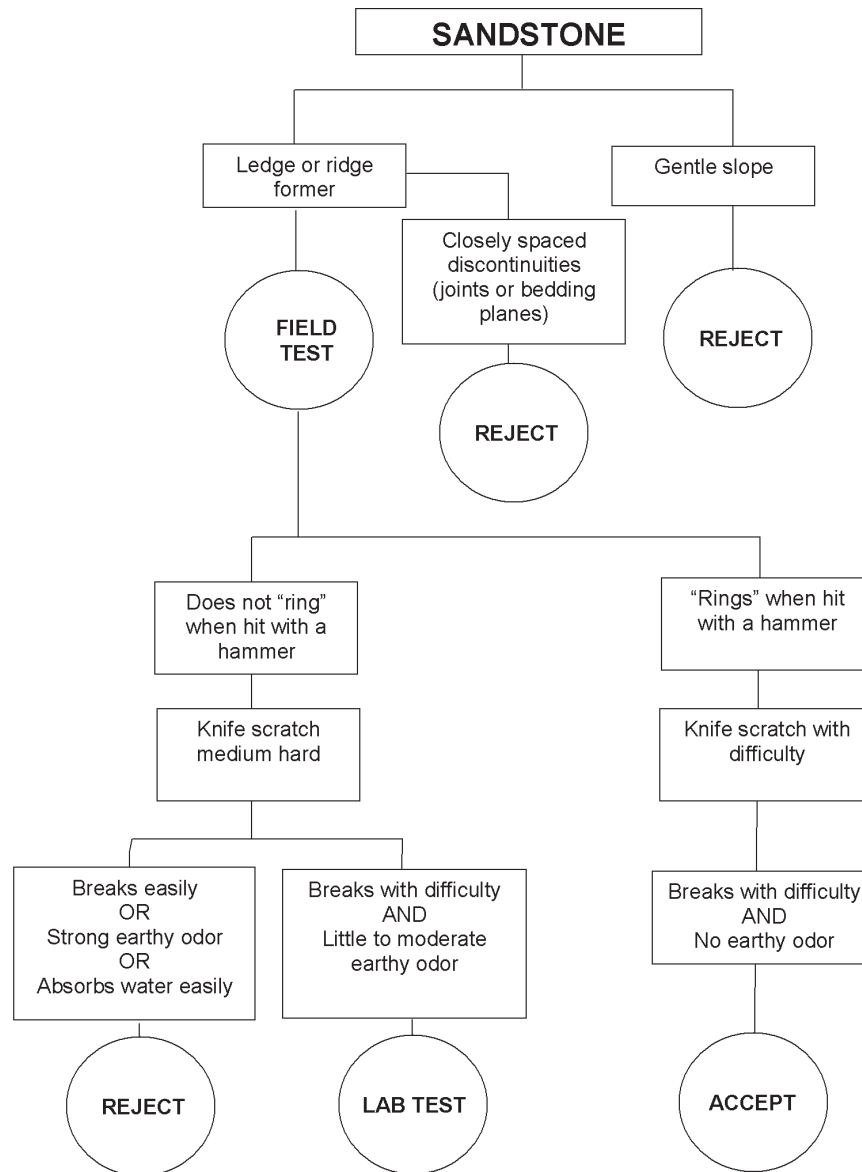 SANDSTONE
Ledge or ridge
former
Gentle slope
Closely spaced
discontinuities
(joints or bedding
planes)
FIELD
TEST
REJECT
REJECT
Does not “ring”
when hit with a
hammer
“Rings” when hit
with a hammer
Knife scratch
medium hard
Knife scratch with
difficulty
Breaks easily
OR
Strong earthy odor
OR
Absorbs water easily
Breaks with difficulty
AND
Little to moderate
earthy odor
Breaks with difficulty
AND
No earthy odor
REJECT
LAB TEST
ACCEPT